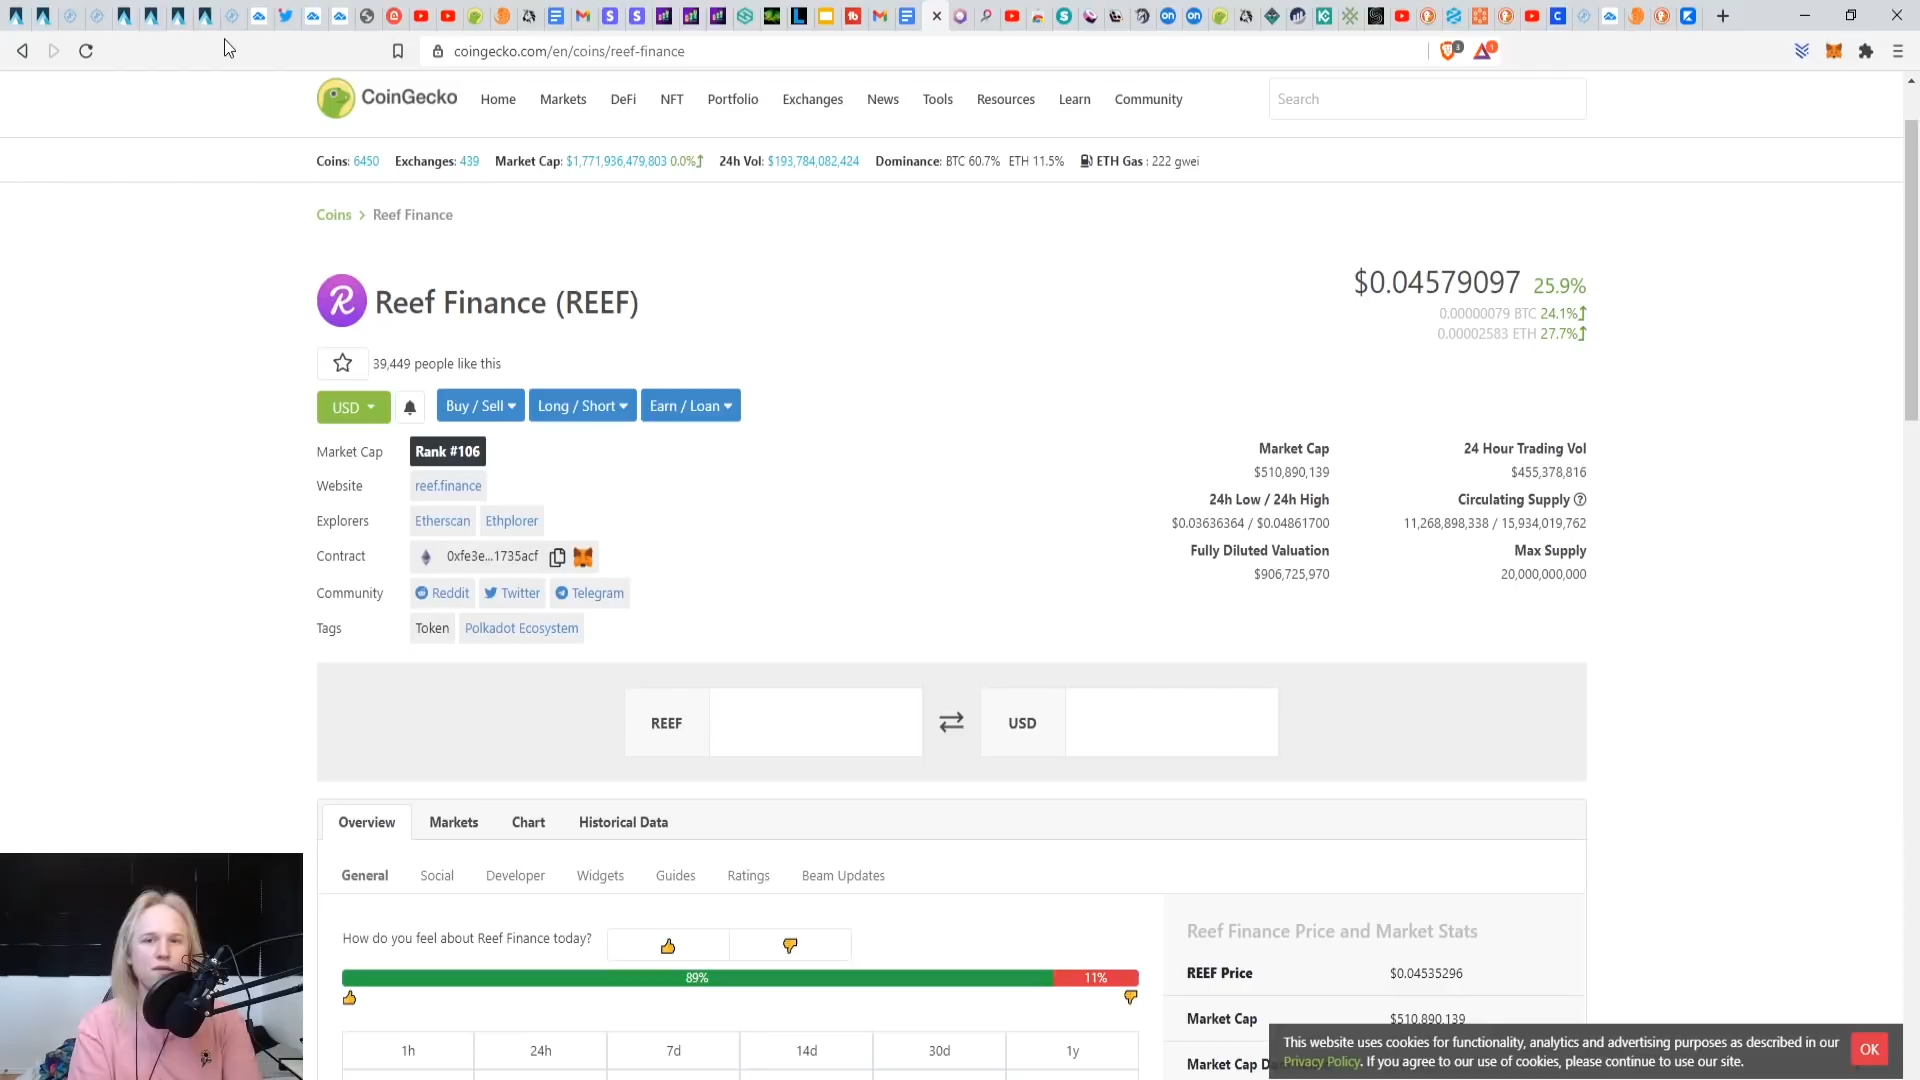 coingecko.com/en/coins/reef-finance
CoinGecko Home Markets DeFi NFT Portfolio Exchanges News Tools Resources Learn Community Search
Coins: 6450 Exchanges: 439 Market Cap: $1,771,936,479,803 0.0% 24h Vol: $193,784,082,424 Dominance: BTC 60.7% ETH 11.5% ETH Gas : 222 gwei
Coins > Reef Finance
Reef Finance (REEF)
$0.04579097 25.9%
0.00000079 BTC 24.1%
0.00002583 ETH 27.7%
39,449 people like this
USD Buy / Sell Long / Short Earn / Loan
Market Cap Rank #106
Website reef.finance
Explorers Etherscan Ethplorer
Contract 0xfe3e...1735acf
Community Reddit Twitter Telegram
Tags Token Polkadot Ecosystem
Market Cap 24 Hour Trading Vol
$510,890,139 $455,378,816
24h Low / 24h High Circulating Supply
$0.03636364 / $0.04861700 11,268,898,338 / 15,934,019,762
Fully Diluted Valuation Max Supply
$906,725,970 20,000,000,000
REEF USD
Overview Markets Chart Historical Data
General Social Developer Widgets Guides Ratings Beam Updates
How do you feel about Reef Finance today?
89% 11%
1h 24h 7d 14d 30d 1y
Reef Finance Price and Market Stats
REEF Price $0.04535296
Market Cap $510,890,139
Market Cap D
This website uses cookies for functionality, analytics and advertising purposes as described in our
Privacy Policy. If you agree to our use of cookies, please continue to use our site.
OK